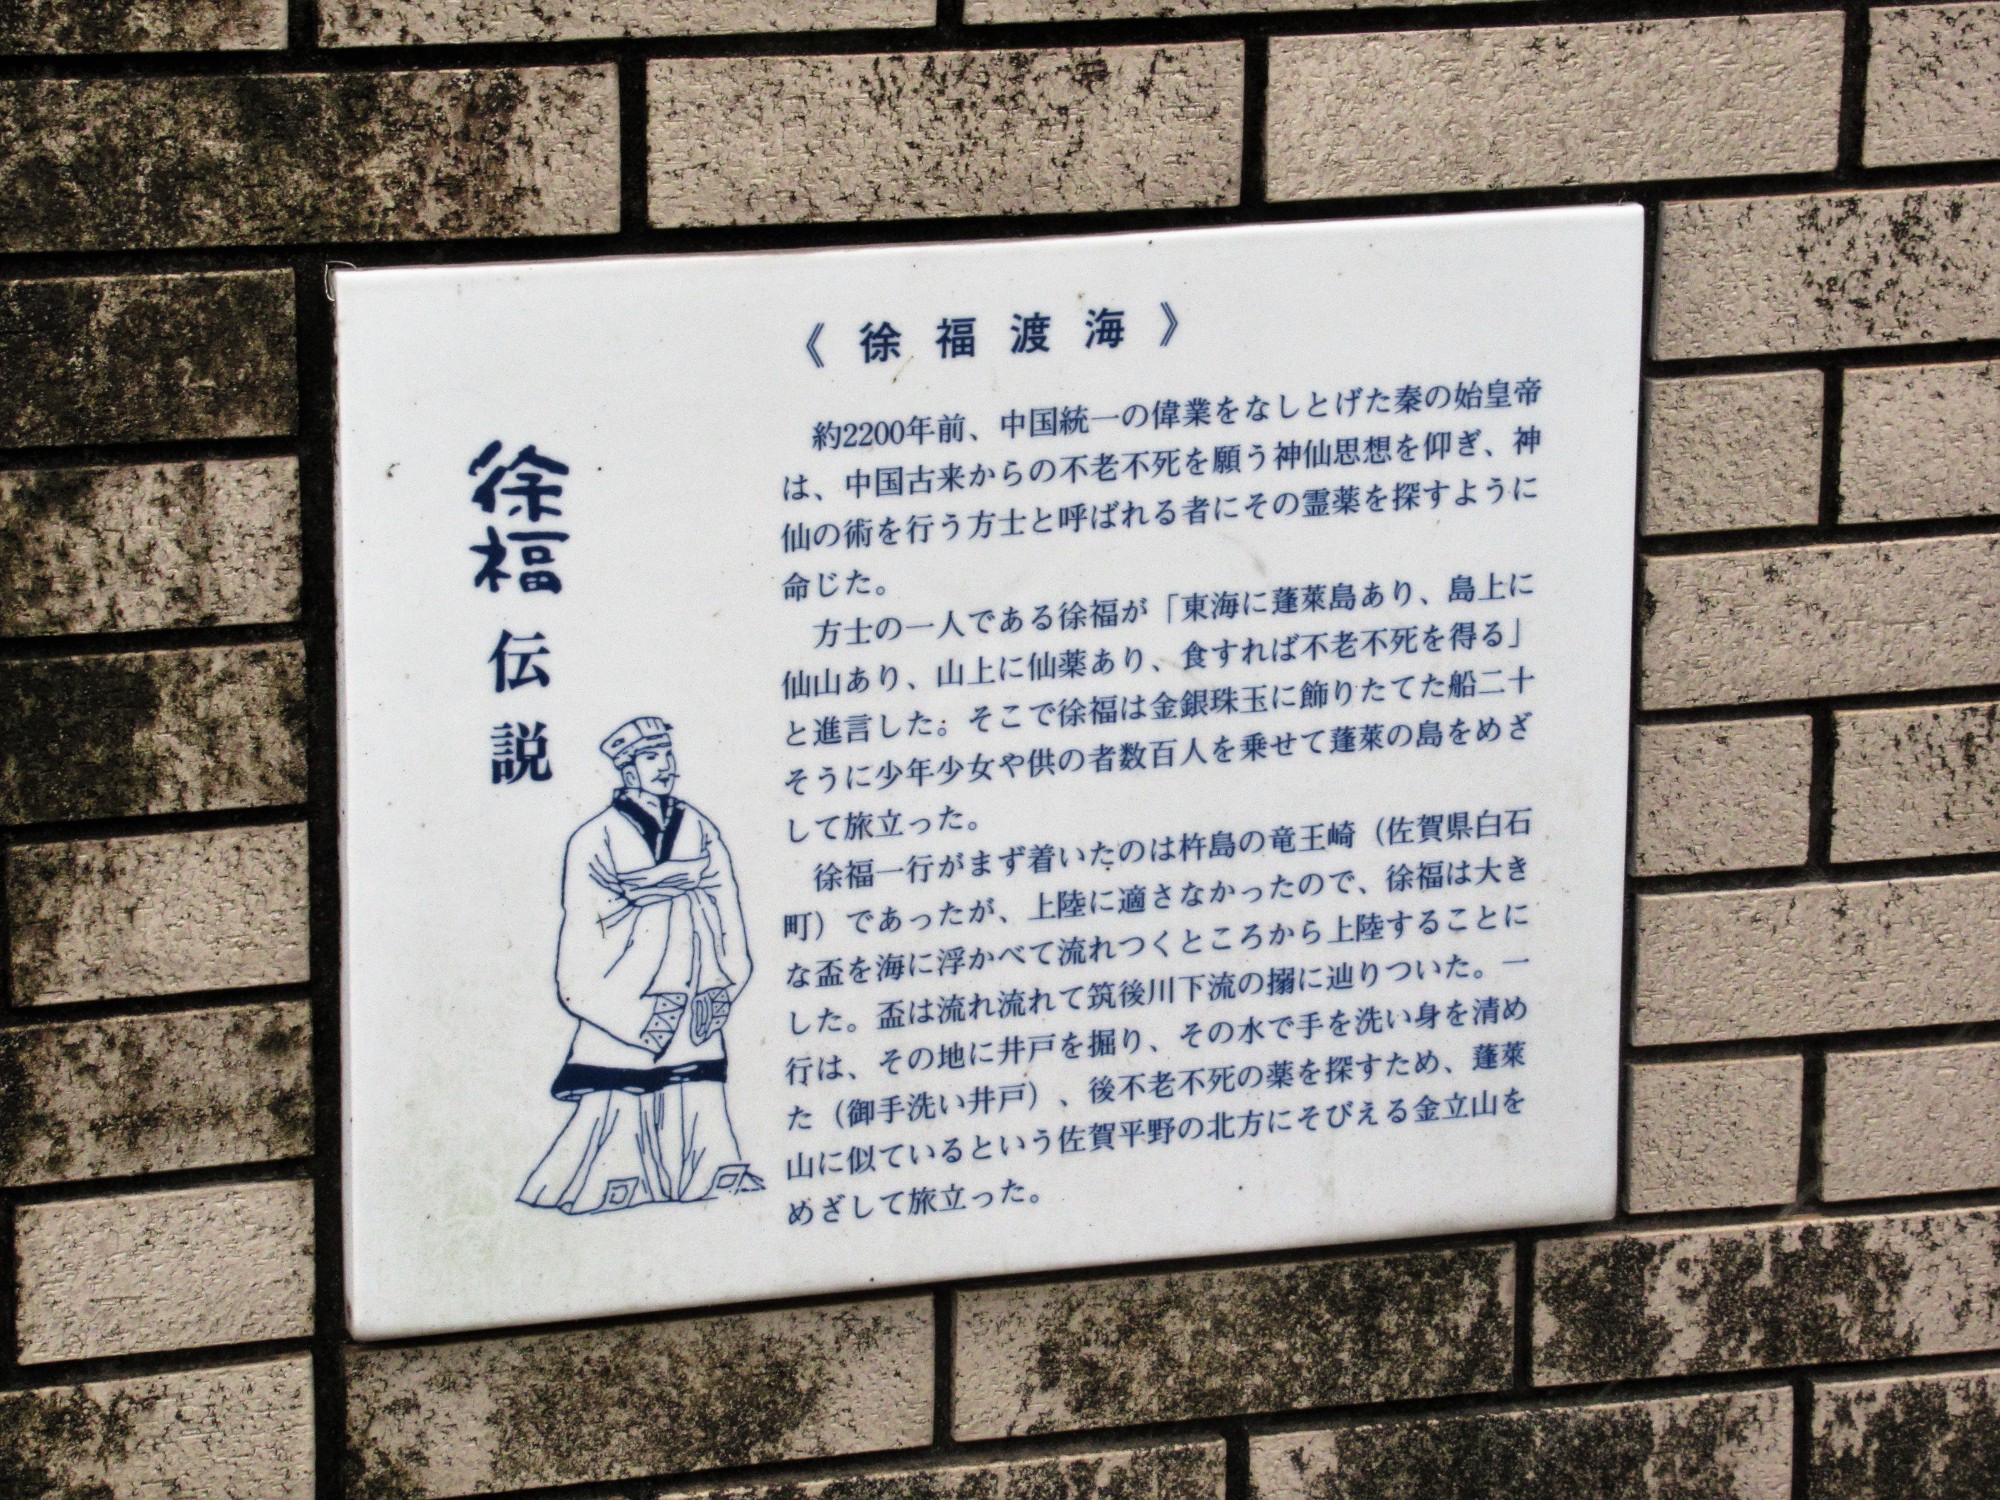 《徐福渡海》
約2200年前、中国統一の偉業をなしとげた秦の始皇帝
は、中国古来からの不老不死を願う神仙思想を仰ぎ、神
仙の術を行う方士と呼ばれる者にその霊薬を探すように
命じた。
方士の一人である徐福が「東海に蓬萊島あり、島上に
仙山あり、山上に仙薬あり、食すれば不老不死を得る」
と進言した。そこで徐福は金銀珠玉に飾りたてた船二十
そうに少年少女や供の者数百人を乗せて蓬萊の島をめざ
して旅立った。
徐福一行がまず着いたのは杵島の竜王崎（佐賀県白石
町）であったが、上陸に適さなかったので、徐福は大き
な盃を海に浮かべて流れつくところから上陸することに
した。盃は流れ流れて筑後川下流の搦に辿りついた。一
行は、その地に井戸を掘り、その水で手を洗い身を清め
た（御手洗い井戸）、後不老不死の薬を探すため、蓬萊
山に似ているという佐賀平野の北方にそびえる金立山を
めざして旅立った。
徐福伝説